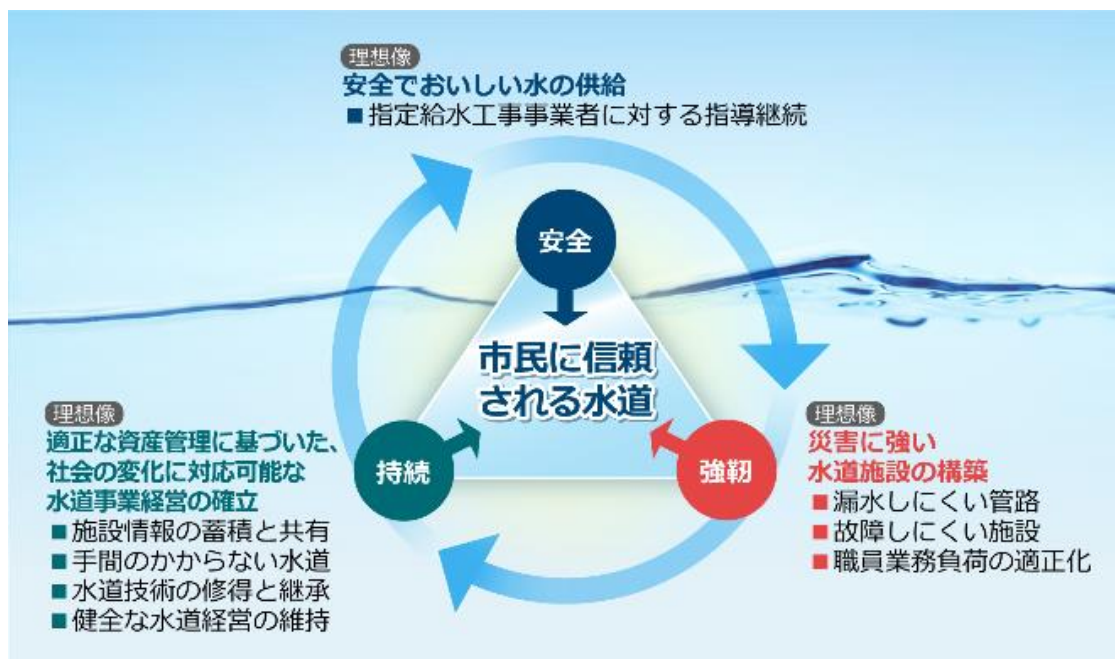 理想像
安全でおいしい水の供給
■指定給水工事事業者に対する指導継続
安全
市民に信頼
される水道
持続
強靭
理想像
適正な資産管理に基づいた、
社会の変化に対応可能な
水道事業経営の確立
■施設情報の蓄積と共有
■手間のかからない水道
■水道技術の修得と継承
■健全な水道経営の維持
理想像
災害に強い
水道施設の構築
■漏水しにくい管路
■故障しにくい施設
■職員業務負荷の適正化